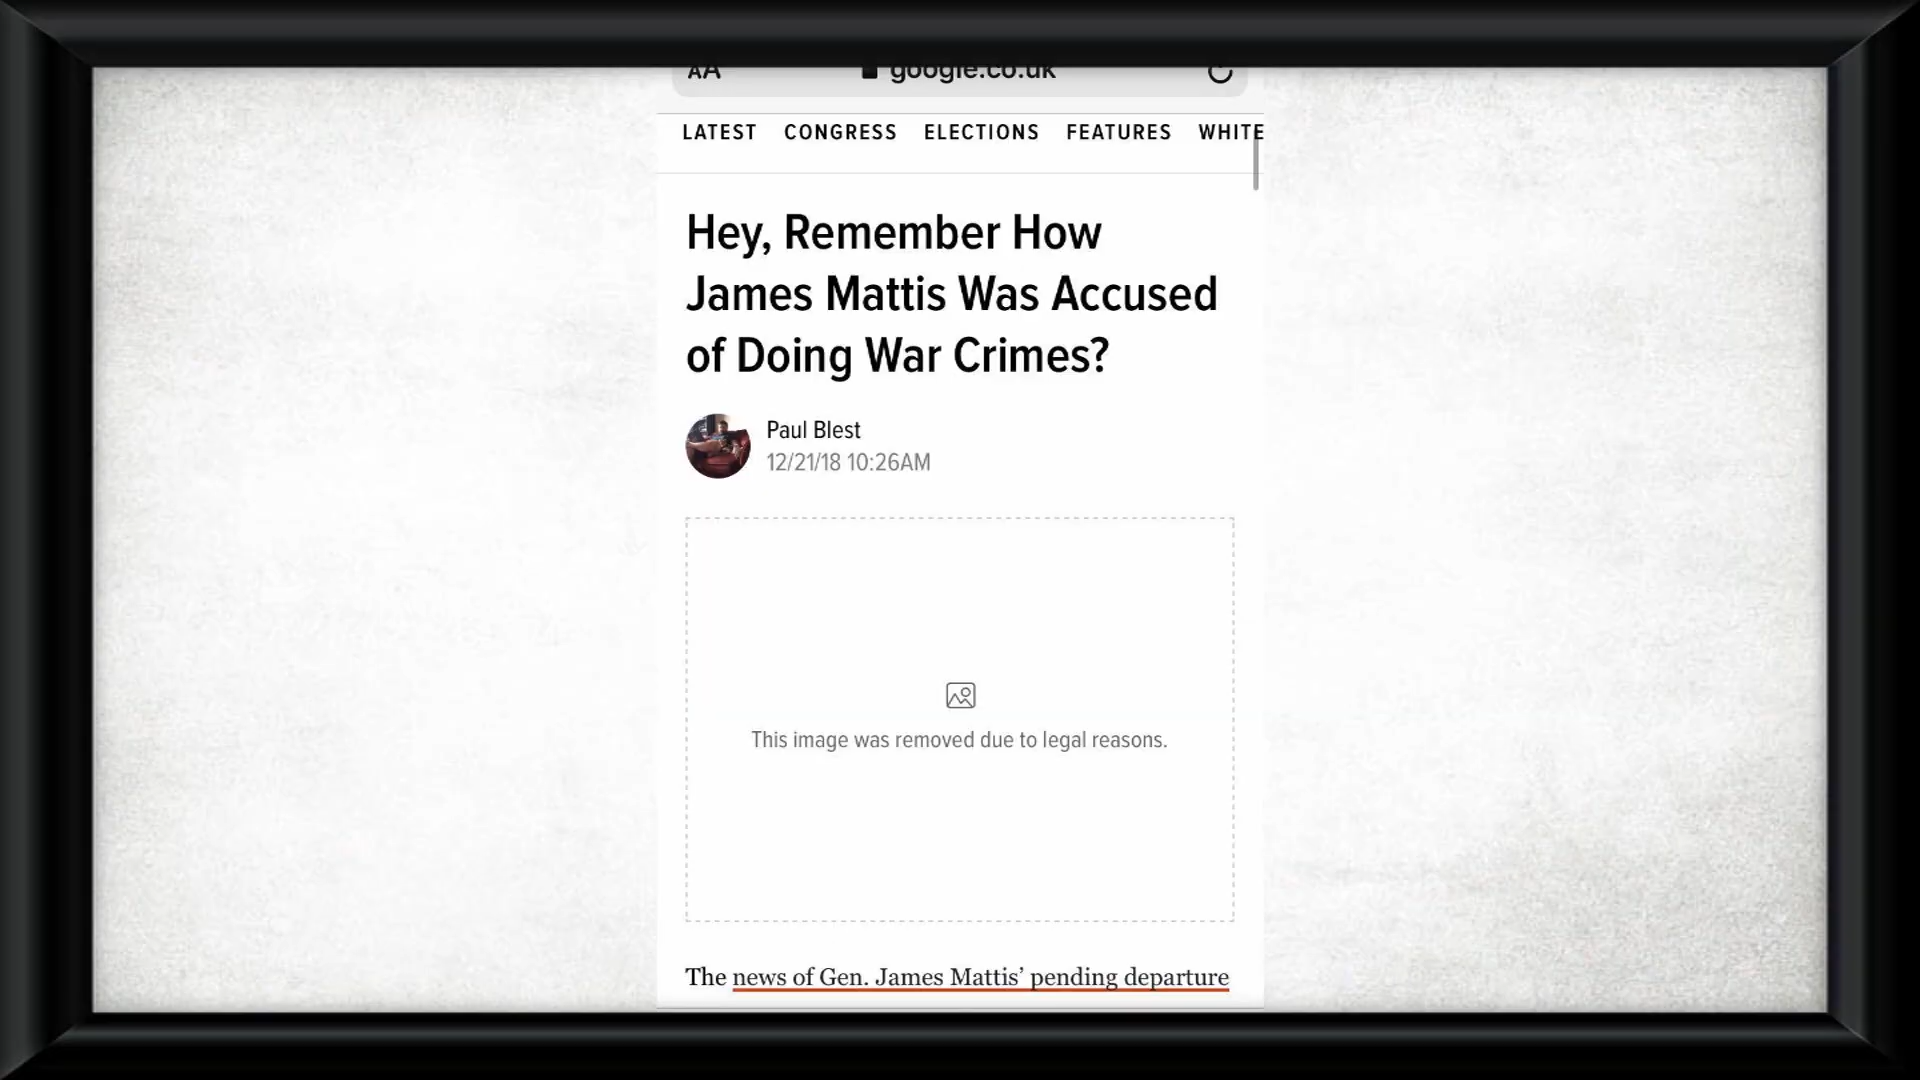 AA google.co.uk
LATEST CONGRESS ELECTIONS FEATURES WHITE
Hey, Remember How
James Mattis Was Accused
of Doing War Crimes?
Paul Blest
12/21/18 10:26AM
This image was removed due to legal reasons.
The news of Gen. James Mattis’ pending departure